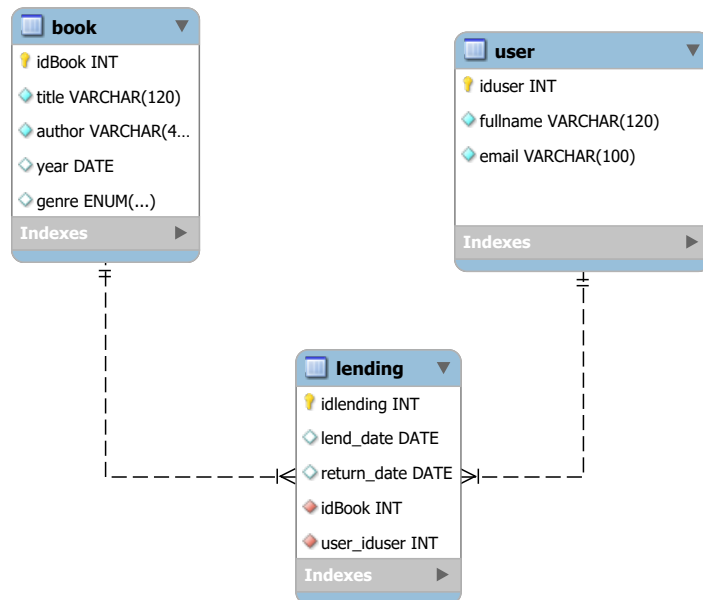 book
idBook INT
title VARCHAR(120)
author VARCHAR(4...
year DATE
genre ENUM(...)
Indexes
user
iduser INT
fullname VARCHAR(120)
email VARCHAR(100)
Indexes
lending
idlending INT
lend_date DATE
return_date DATE
idBook INT
user_iduser INT
Indexes